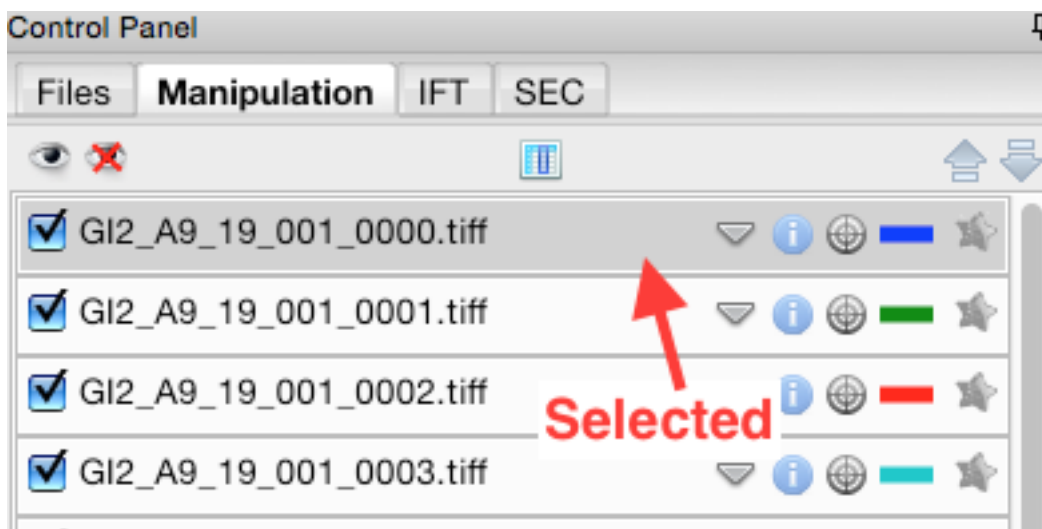 Control Panel
Files Manipulation IFT SEC
GI2_A9_19_001_0000.tiff
GI2_A9_19_001_0001.tiff
GI2_A9_19_001_0002.tiff
Selected
GI2_A9_19_001_0003.tiff